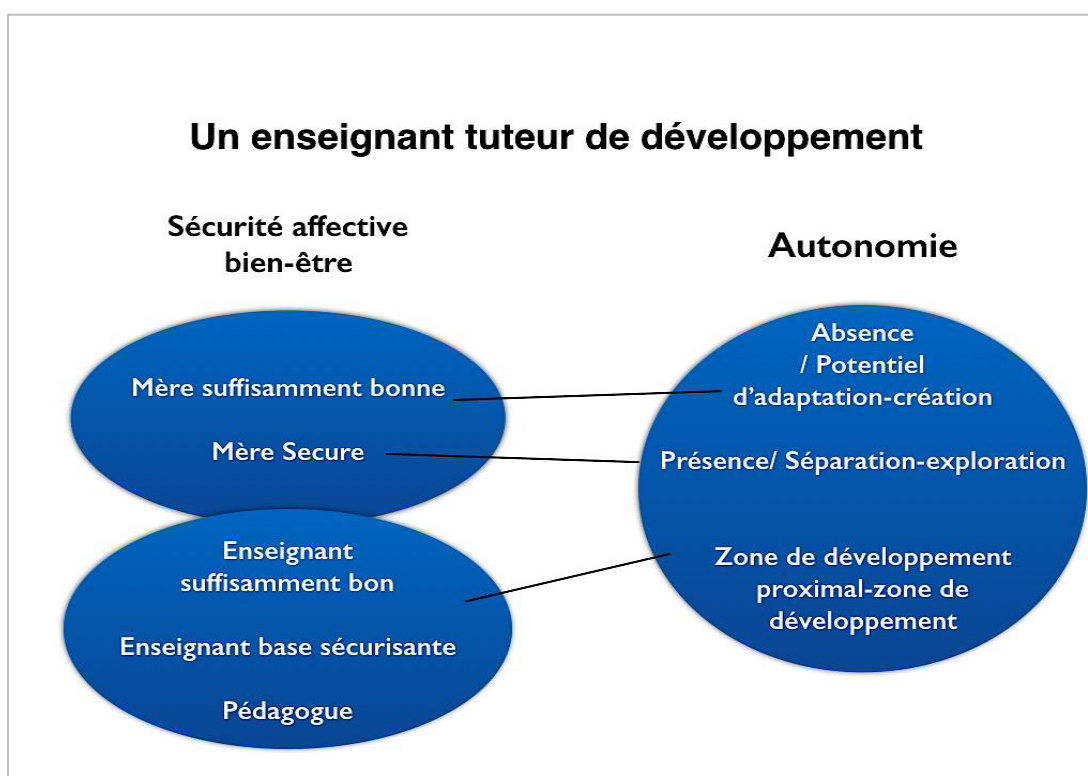 Un enseignant tuteur de développement
Sécurité affective
bien-être
Autonomie
Mère suffisamment bonne
Mère Secure
Enseignant
suffisamment bon
Enseignant base sécurisante
Pédagogue
Absence
/ Potentiel
d’adaptation-création
Présence/ Séparation-exploration
Zone de développement
proximal-zone de
développement